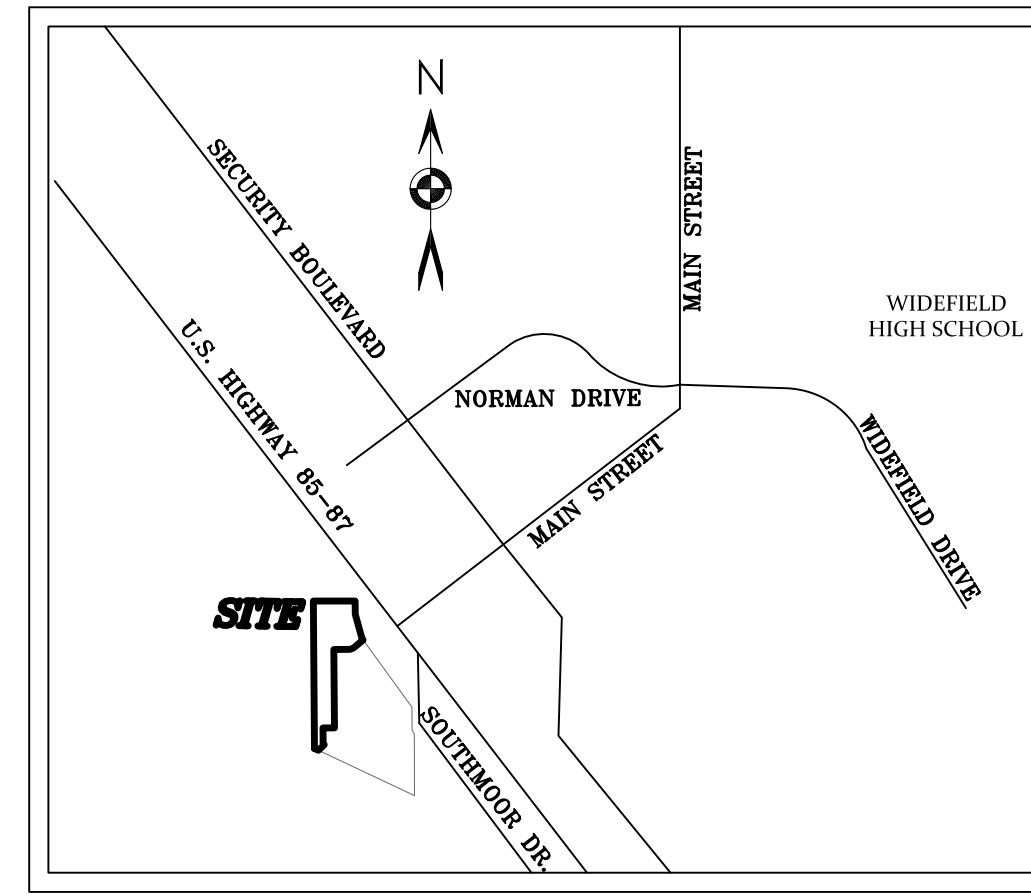 N
SECURITY BOULEVARD
MAIN STREET
WIDEFIELD
HIGH SCHOOL
U.S. HIGHWAY 85-87
NORMAN DRIVE
MAIN STREET
WIDEFIELD DRIVE
SITE
SOUTHMOOR DR.